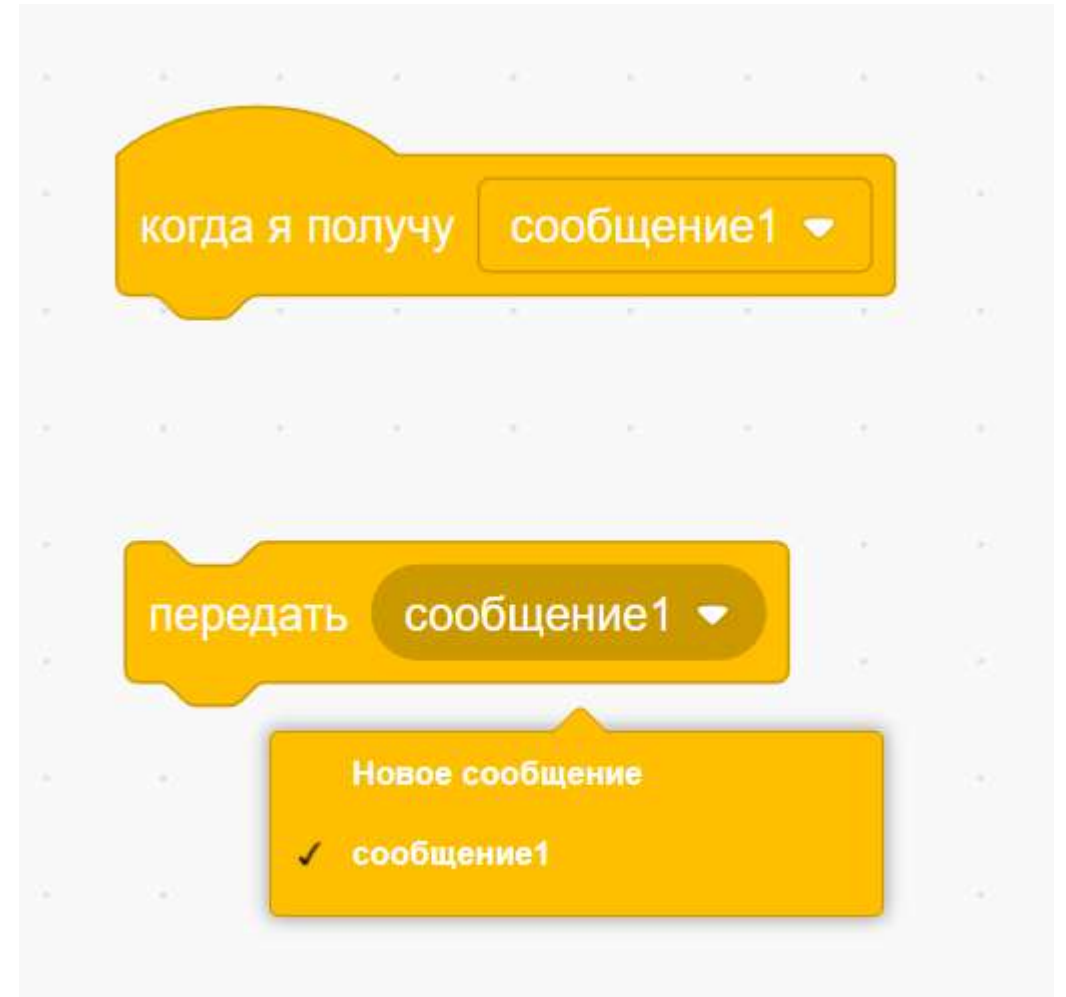 когда я получу сообщение1
передать сообщение1
Новое сообщение
сообщение1